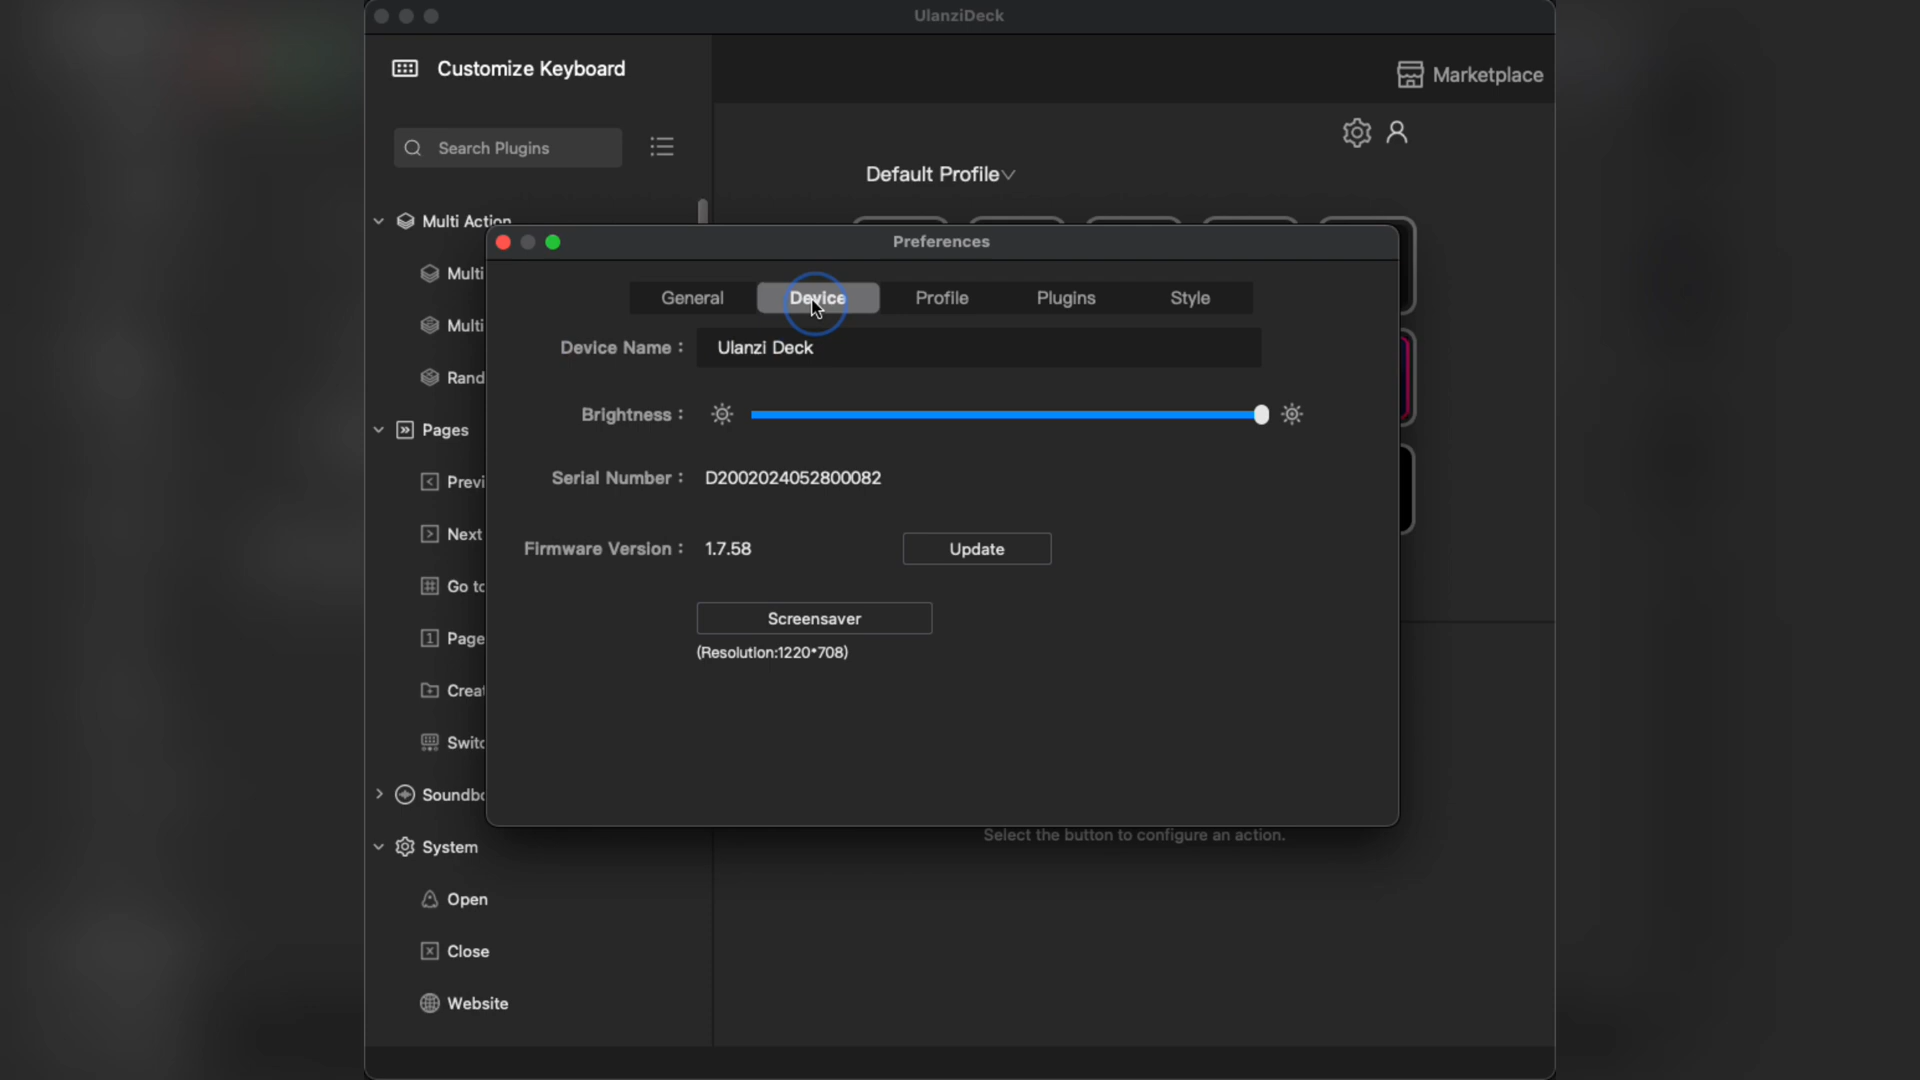 UlanziDeck
Customize Keyboard
Marketplace
Search Plugins
Default Profile
Multi Action
Multi
Multi
Rand
Pages
Previ
Next
Go to
1 Page
Creat
Switc
Soundbo
System
Open
Close
Website
Preferences
General
Device
Profile
Plugins
Style
Device Name : Ulanzi Deck
Brightness :
Serial Number : D2002024052800082
Firmware Version : 1.7.58
Update
Screensaver
(Resolution:1220*708)
Select the button to configure an action.